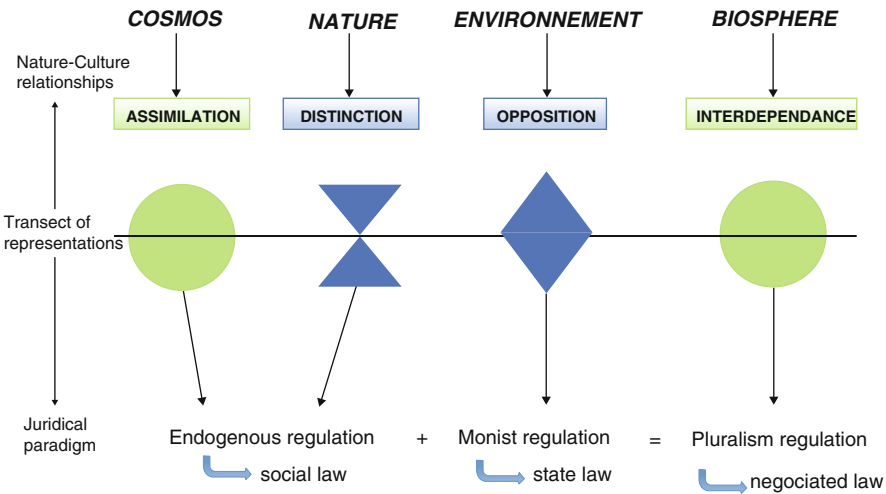 COSMOS NATURE ENVIRONNEMENT BIOSPHERE
Nature-Culture
relationships
ASSIMILATION DISTINCTION OPPOSITION INTERDEPENDANCE
Transect of
representations
Juridical
paradigm
Endogenous regulation + Monist regulation = Pluralism regulation
social law state law negociated law